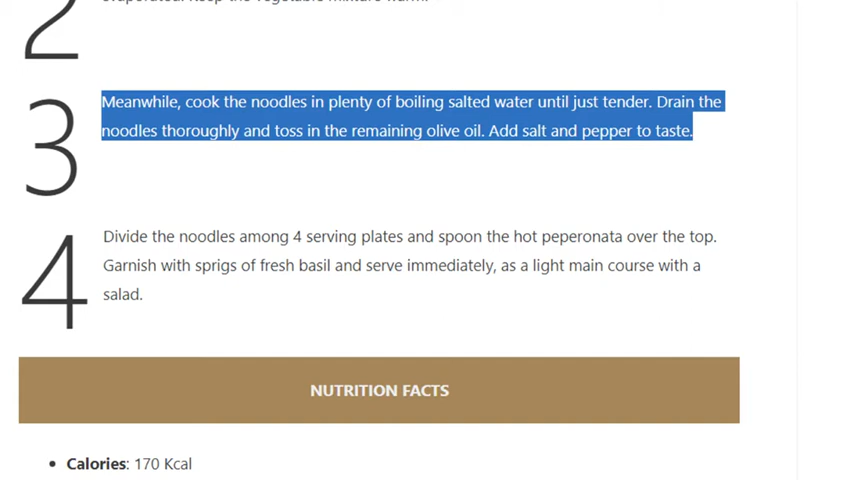 2
3
Meanwhile, cook the noodles in plenty of boiling salted water until just tender. Drain the
noodles thoroughly and toss in the remaining olive oil. Add salt and pepper to taste.
4
Divide the noodles among 4 serving plates and spoon the hot peperonata over the top.
Garnish with sprigs of fresh basil and serve immediately, as a light main course with a
salad.
NUTRITION FACTS
• Calories: 170 Kcal